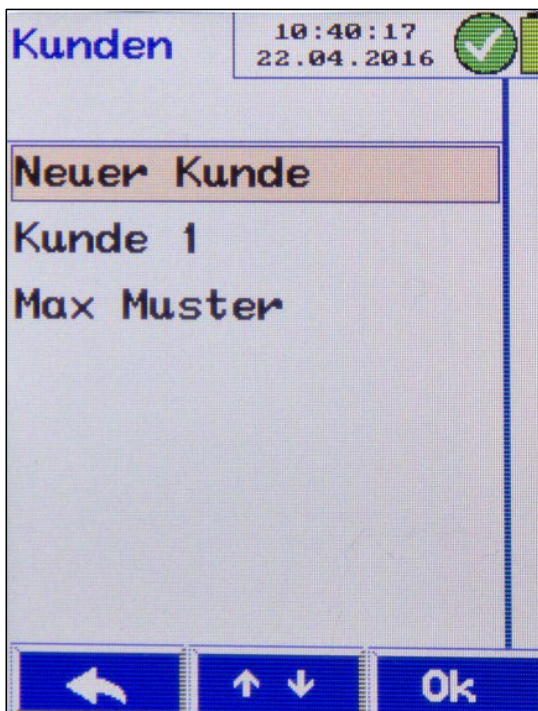 Kunden
10:40:17
22.04.2016
Neuer Kunde
Kunde 1
Max Muster
Ok